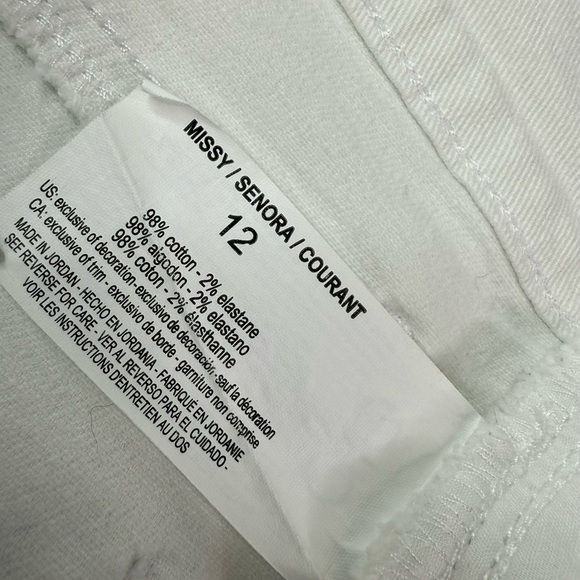 MISSY / SENORA / COURANT
12
98% cotton - 2% elastane
98% algodon - 2% elastano
98% coton - 2% élasthanne
US: exclusive of decoration-exclusivo de decoración - sauf la décoration
CA: exclusive of trim - exclusivo de borde - garniture non comprise
MADE IN JORDAN - HECHO EN JORDANIA - FABRIQUÉ EN JORDANIE
SEE REVERSE FOR CARE - VER AL REVERSO PARA EL CUIDADO -
VOIR LES INSTRUCTIONS D'ENTRETIEN AU DOS